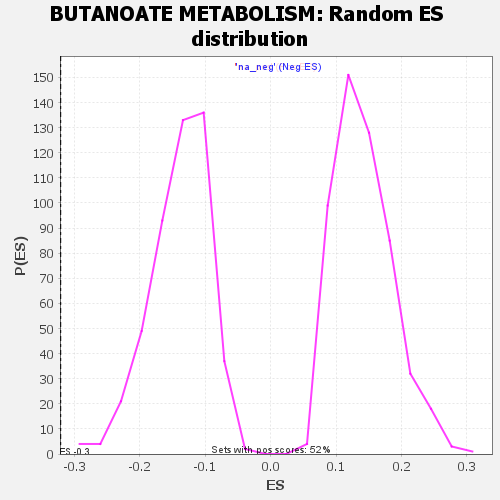 BUTANOATE METABOLISM: Random ES
distribution
'na_neg' (Neg ES)
150
140
130
120
110
100
90
80
70
60
50
40
30
20
10
0
P(ES)
ES -0.3
Sets with pos scores: 52%
-0.3 -0.2 -0.1 0.0 0.1 0.2 0.3
ES